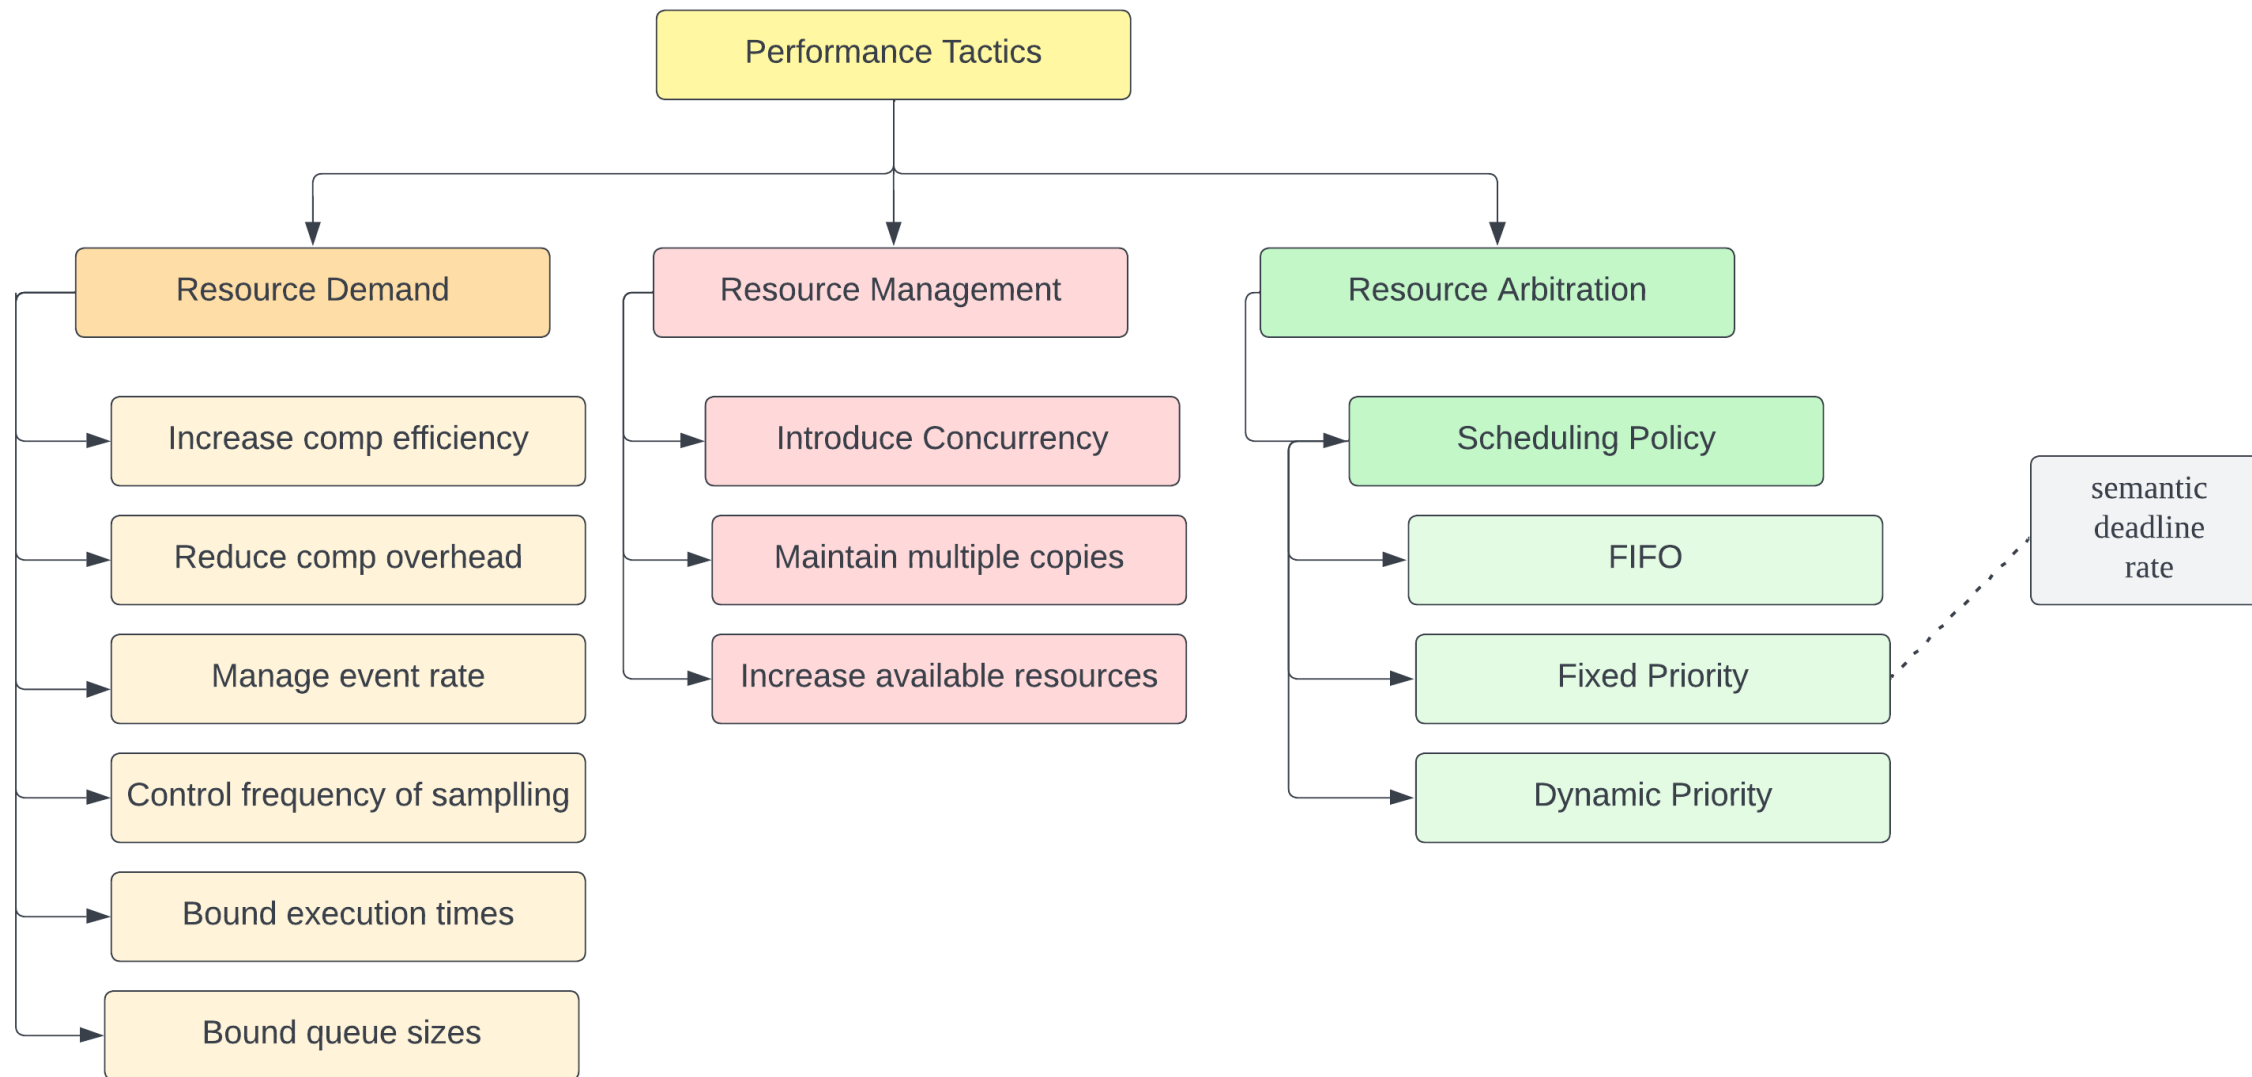 Performance Tactics
Resource Demand
Increase comp efficiency
Reduce comp overhead
Manage event rate
Control frequency of samplling
Bound execution times
Bound queue sizes
Resource Management
Introduce Concurrency
Maintain multiple copies
Increase available resources
Resource Arbitration
Scheduling Policy
FIFO
Fixed Priority
Dynamic Priority
semantic
deadline
rate